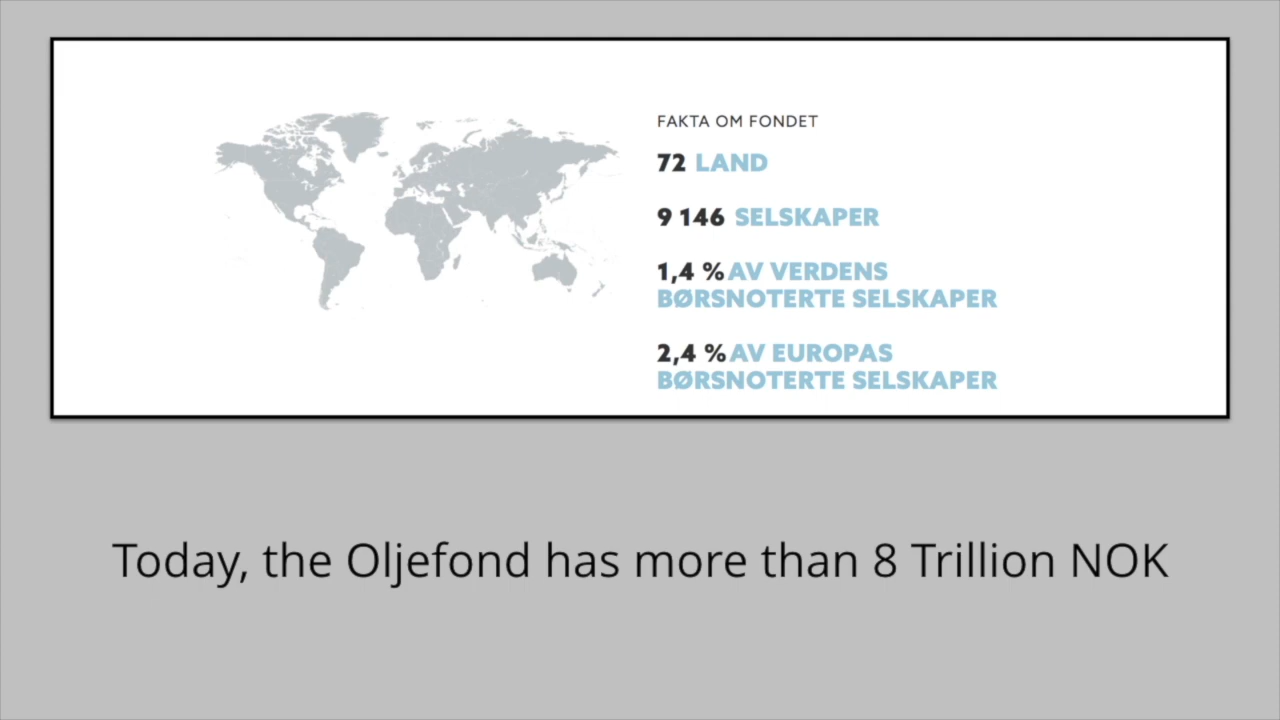 FAKTA OM FONDET
72 LAND
9 146 SELSKAPER
1,4 % AV VERDENS
BØRSNOTERTE SELSKAPER
2,4 % AV EUROPAS
BØRSNOTERTE SELSKAPER
Today, the Oljefond has more than 8 Trillion NOK